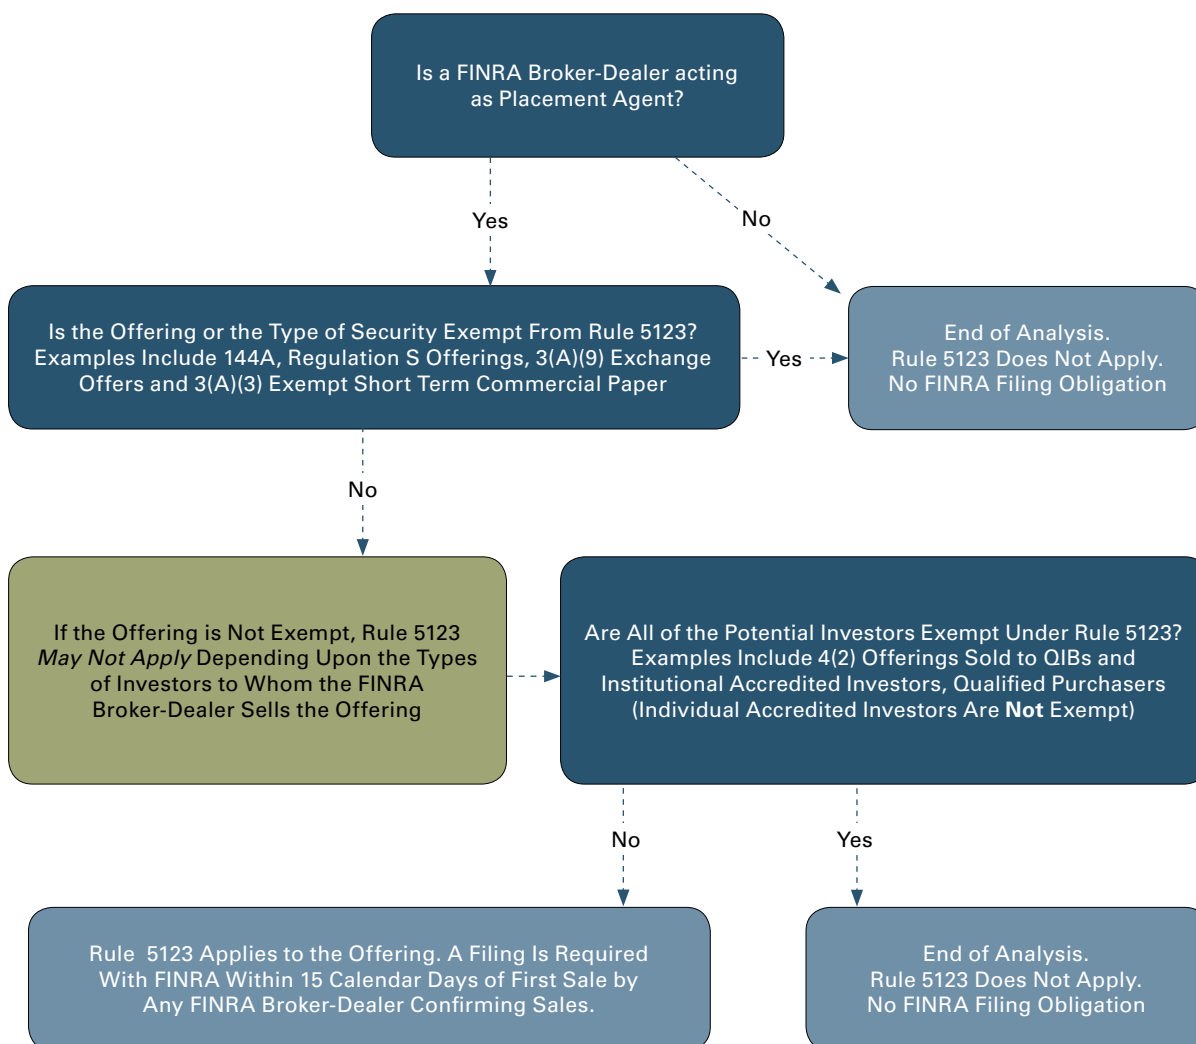 Is a FINRA Broker-Dealer acting
as Placement Agent?
Yes
No
Is the Offering or the Type of Security Exempt From Rule 5123?
Examples Include 144A, Regulation S Offerings, 3(A)(9) Exchange
Offers and 3(A)(3) Exempt Short Term Commercial Paper
Yes
End of Analysis.
Rule 5123 Does Not Apply.
No FINRA Filing Obligation
No
If the Offering is Not Exempt, Rule 5123
May Not Apply Depending Upon the Types
of Investors to Whom the FINRA
Broker-Dealer Sells the Offering
Are All of the Potential Investors Exempt Under Rule 5123?
Examples Include 4(2) Offerings Sold to QIBs and
Institutional Accredited Investors, Qualified Purchasers
(Individual Accredited Investors Are Not Exempt)
No
Yes
Rule 5123 Applies to the Offering. A Filing Is Required
With FINRA Within 15 Calendar Days of First Sale by
Any FINRA Broker-Dealer Confirming Sales.
End of Analysis.
Rule 5123 Does Not Apply.
No FINRA Filing Obligation